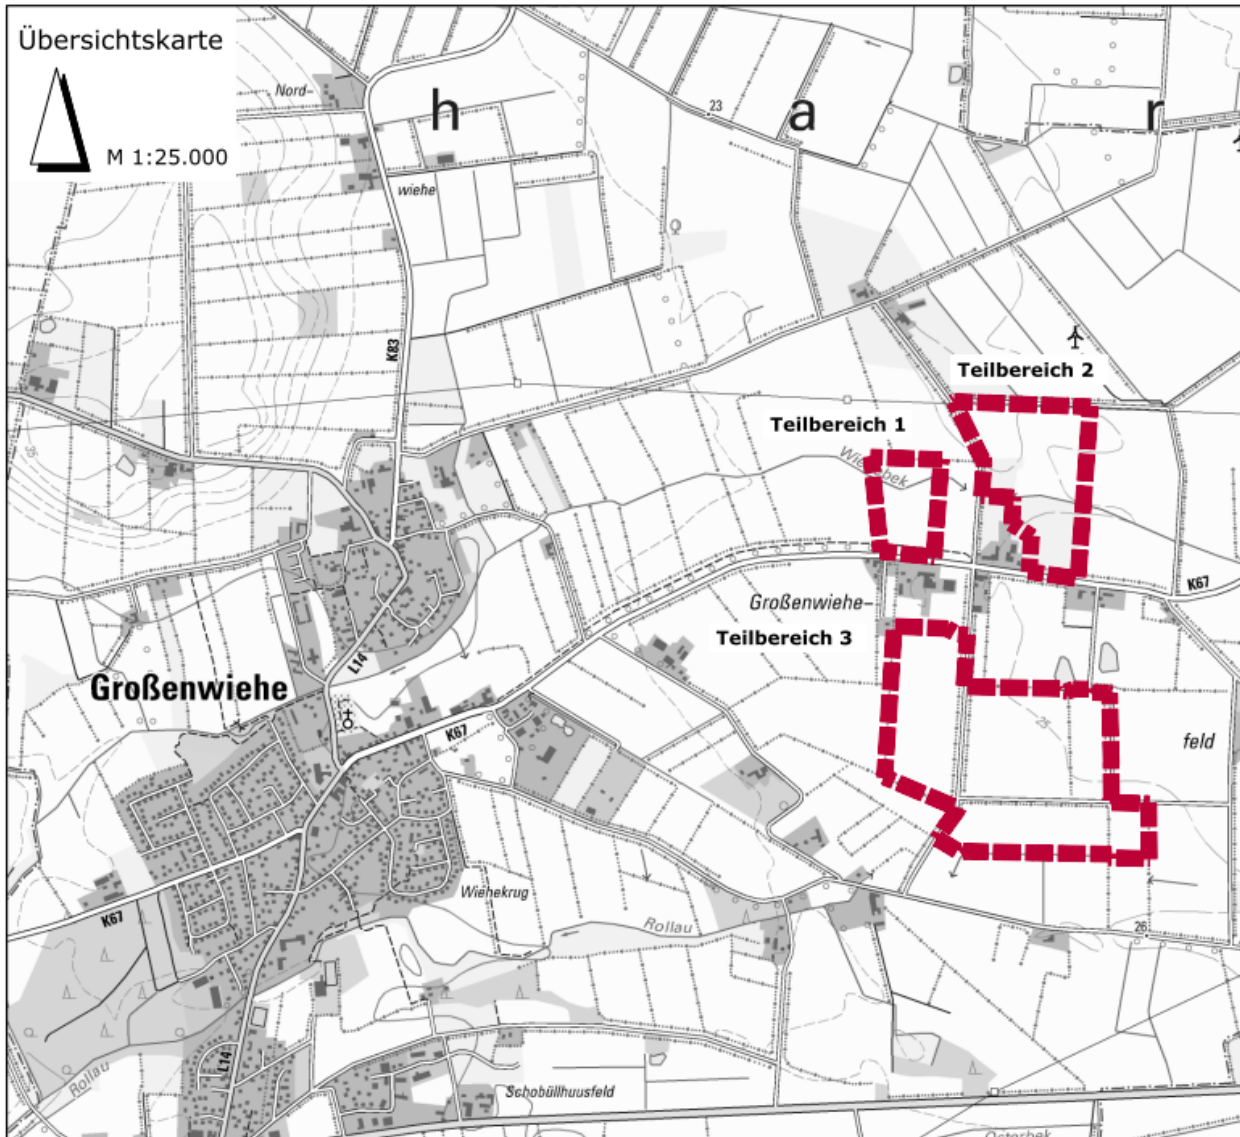 Übersichtskarte
M 1:25.000
Nord-
wiehe
h
a
r
23
K83
Teilbereich 2
Teilbereich 1
K67
Großenwiehe-
Teilbereich 3
L14
Großenwiehe
K67
25
feld
Wiehekrug
K67
Rollau
26
Rollau
L14
Schobüllhuusfeld
Osterbek